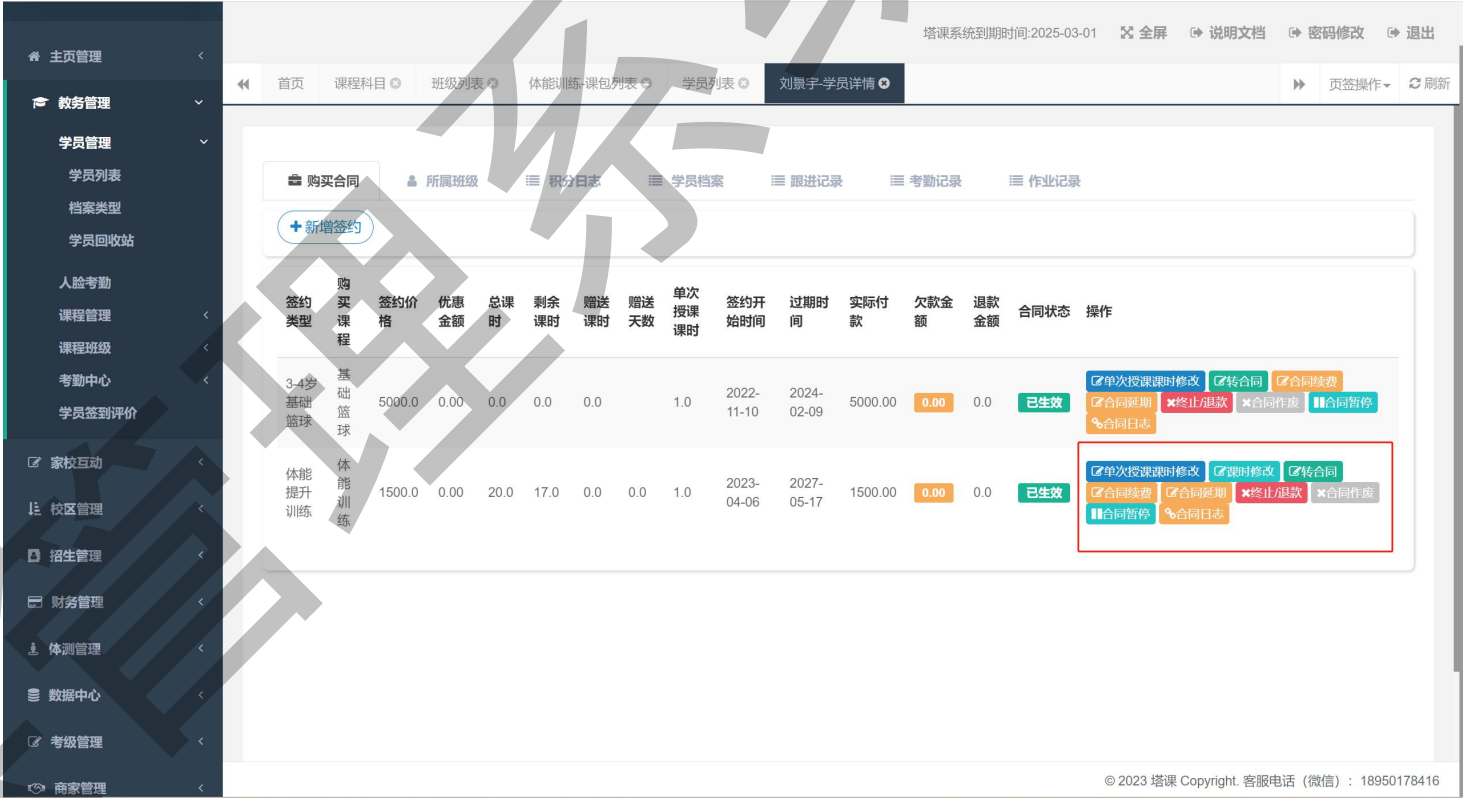 塔课系统到期时间:2025-03-01 全屏 说明文档 密码修改 退出
主页管理
首页 课程科目 班级列表 体能训练-课包列表 学员列表 刘景宇-学员详情 页签操作 刷新
教务管理
学员管理
学员列表
档案类型
学员回收站
人脸考勤
课程管理
课程班级
考勤中心
学员签到评价
家校互动
校区管理
招生管理
财务管理
体测管理
数据中心
考级管理
商家管理
购买合同 所属班级 积分日志 学员档案 跟进记录 考勤记录 作业记录
新增签约
签约类型 购买课程 签约价格 优惠金额 总课时 剩余课时 赠送课时 赠送天数 单次授课课时 签约开始时间 过期时间 实际付款 欠款金额 退款金额 合同状态 操作
3-4岁基础篮球 基础篮球 5000.0 0.00 0.0 0.0 0.0 1.0 2022-11-10 2024-02-09 5000.00 0.00 0.0 已生效
单次授课课时修改 转合同 合同续费
合同延期 终止/退款 合同作废 合同暂停
合同日志
体能提升训练 体能训练 1500.0 0.00 20.0 17.0 0.0 0.0 1.0 2023-04-06 2027-05-17 1500.00 0.00 0.0 已生效
单次授课课时修改 课时修改 转合同
合同续费 合同延期 终止/退款 合同作废
合同暂停 合同日志
© 2023 塔课 Copyright. 客服电话（微信）: 18950178416
管理系